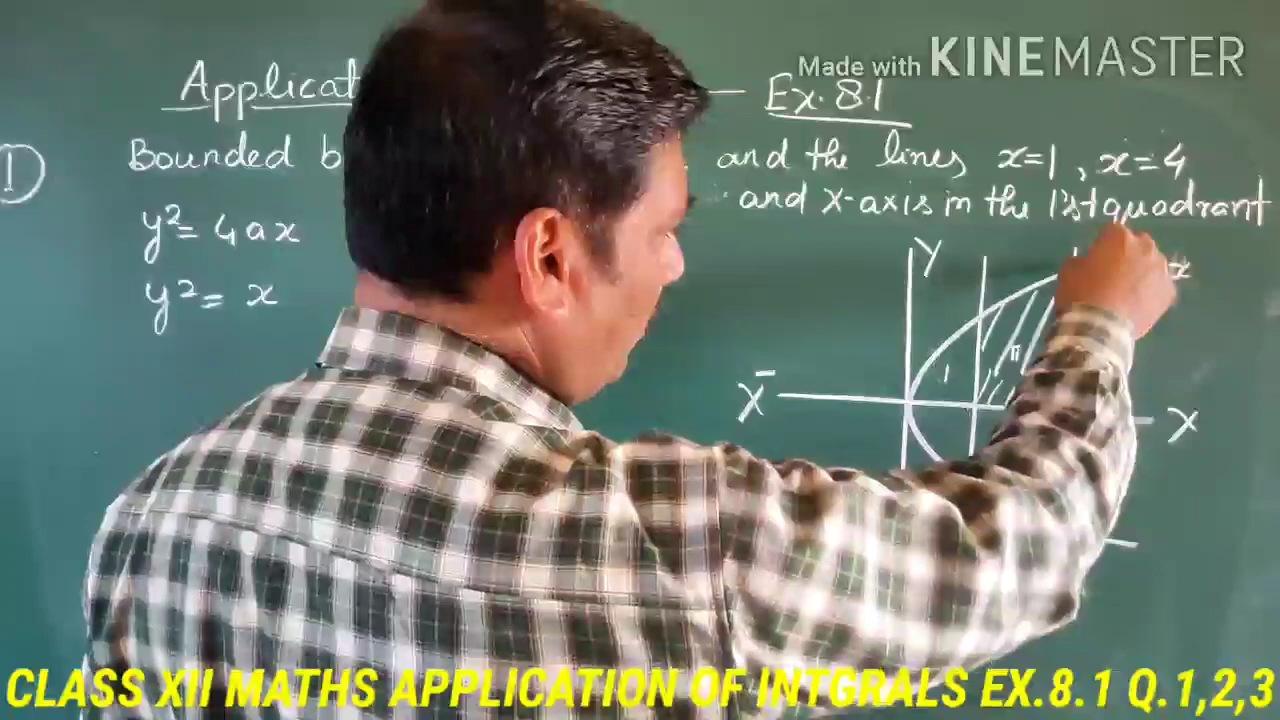 Made with KINEMASTER
Ex. 8.1
1) Bounded and the lines x=1, x=4
and X-axis in the Ist quadrant
y²= 4ax
y²= x
Y
I
II
X̄
X
CLASS XII MATHS APPLICATION OF INTGRALS EX.8.1 Q.1,2,3